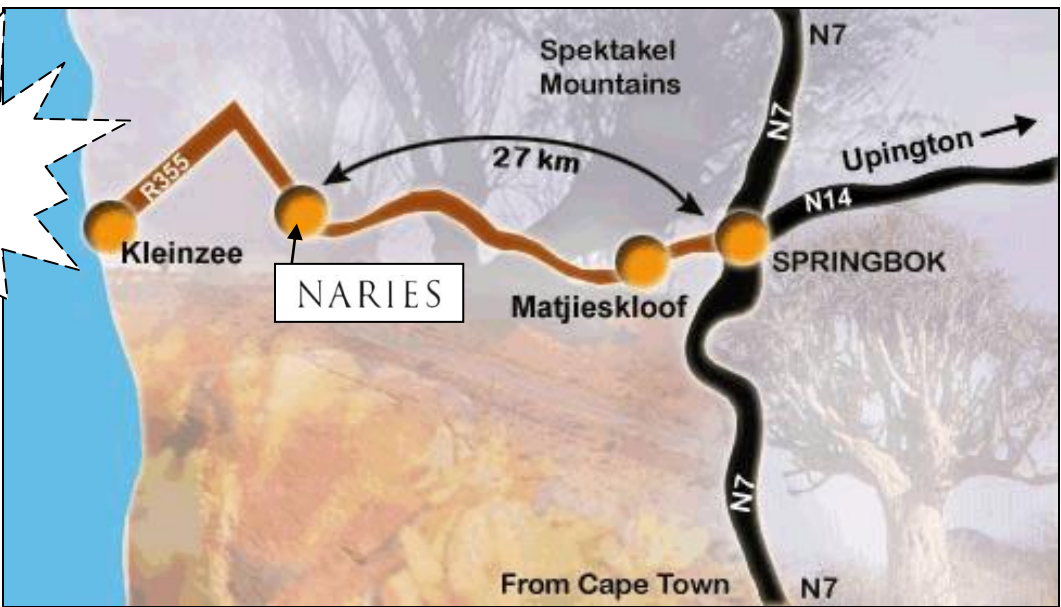 N7
Spektakel
Mountains
N7
Upington
27 km
R355
N14
Kleinzee
SPRINGBOK
NARIES
Matjieskloof
N7
From Cape Town
N7